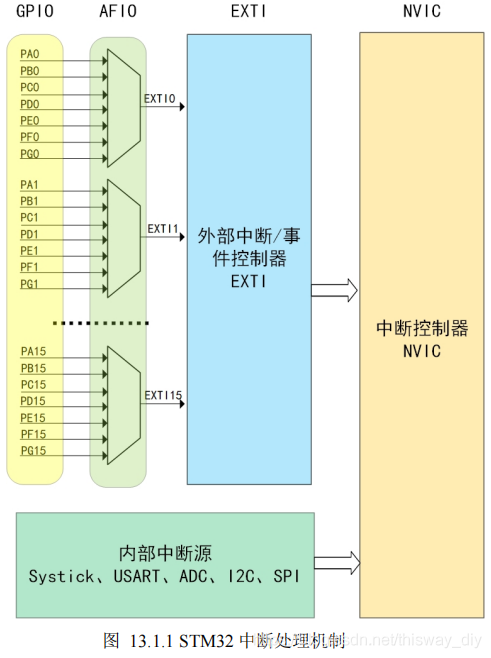 GPIO AFIO EXTI NVIC
PA0
PB0
PC0
PD0
PE0
PF0
PG0
EXTI0
PA1
PB1
PC1
PD1
PE1
PF1
PG1
EXTI1
PA15
PB15
PC15
PD15
PE15
PF15
PG15
EXTI15
外部中断/事
件控制器
EXTI
中断控制器
NVIC
内部中断源
Systick、USART、ADC、I2C、SPI
图 13.1.1 STM32 中断处理机制
net/thisway_diy